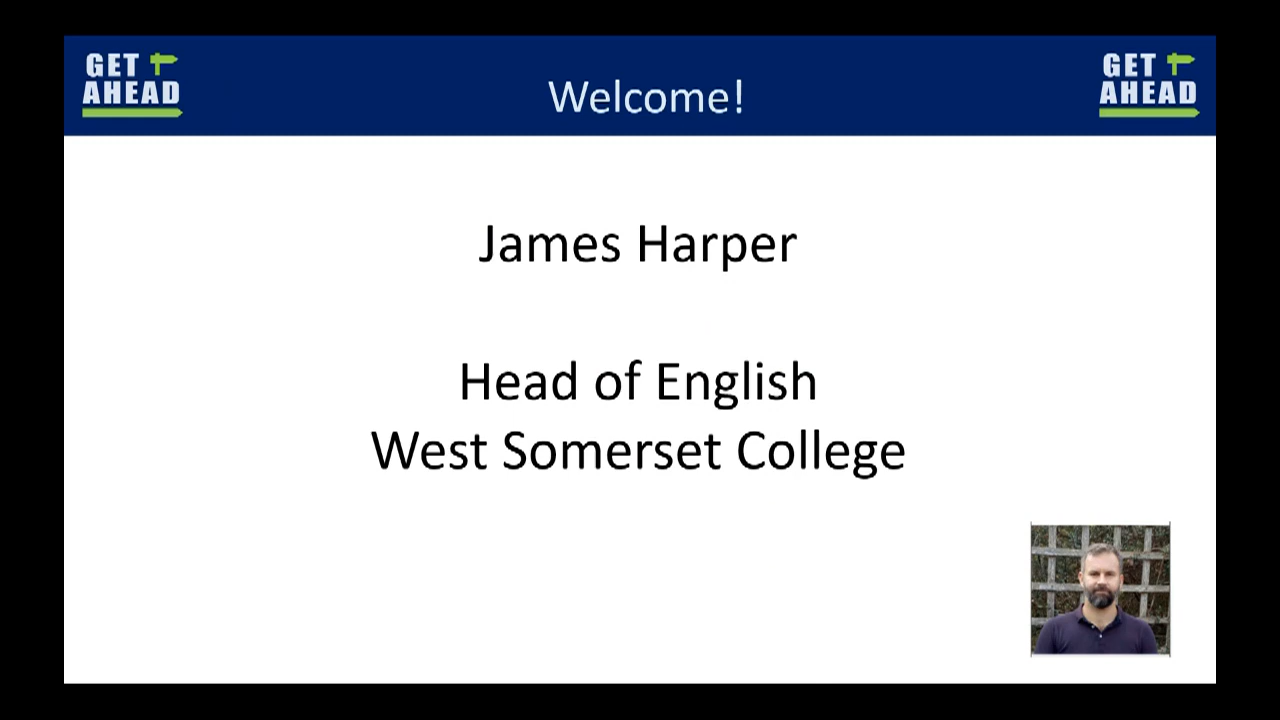 GET
AHEAD
Welcome!
GET
AHEAD
James Harper
Head of English
West Somerset College